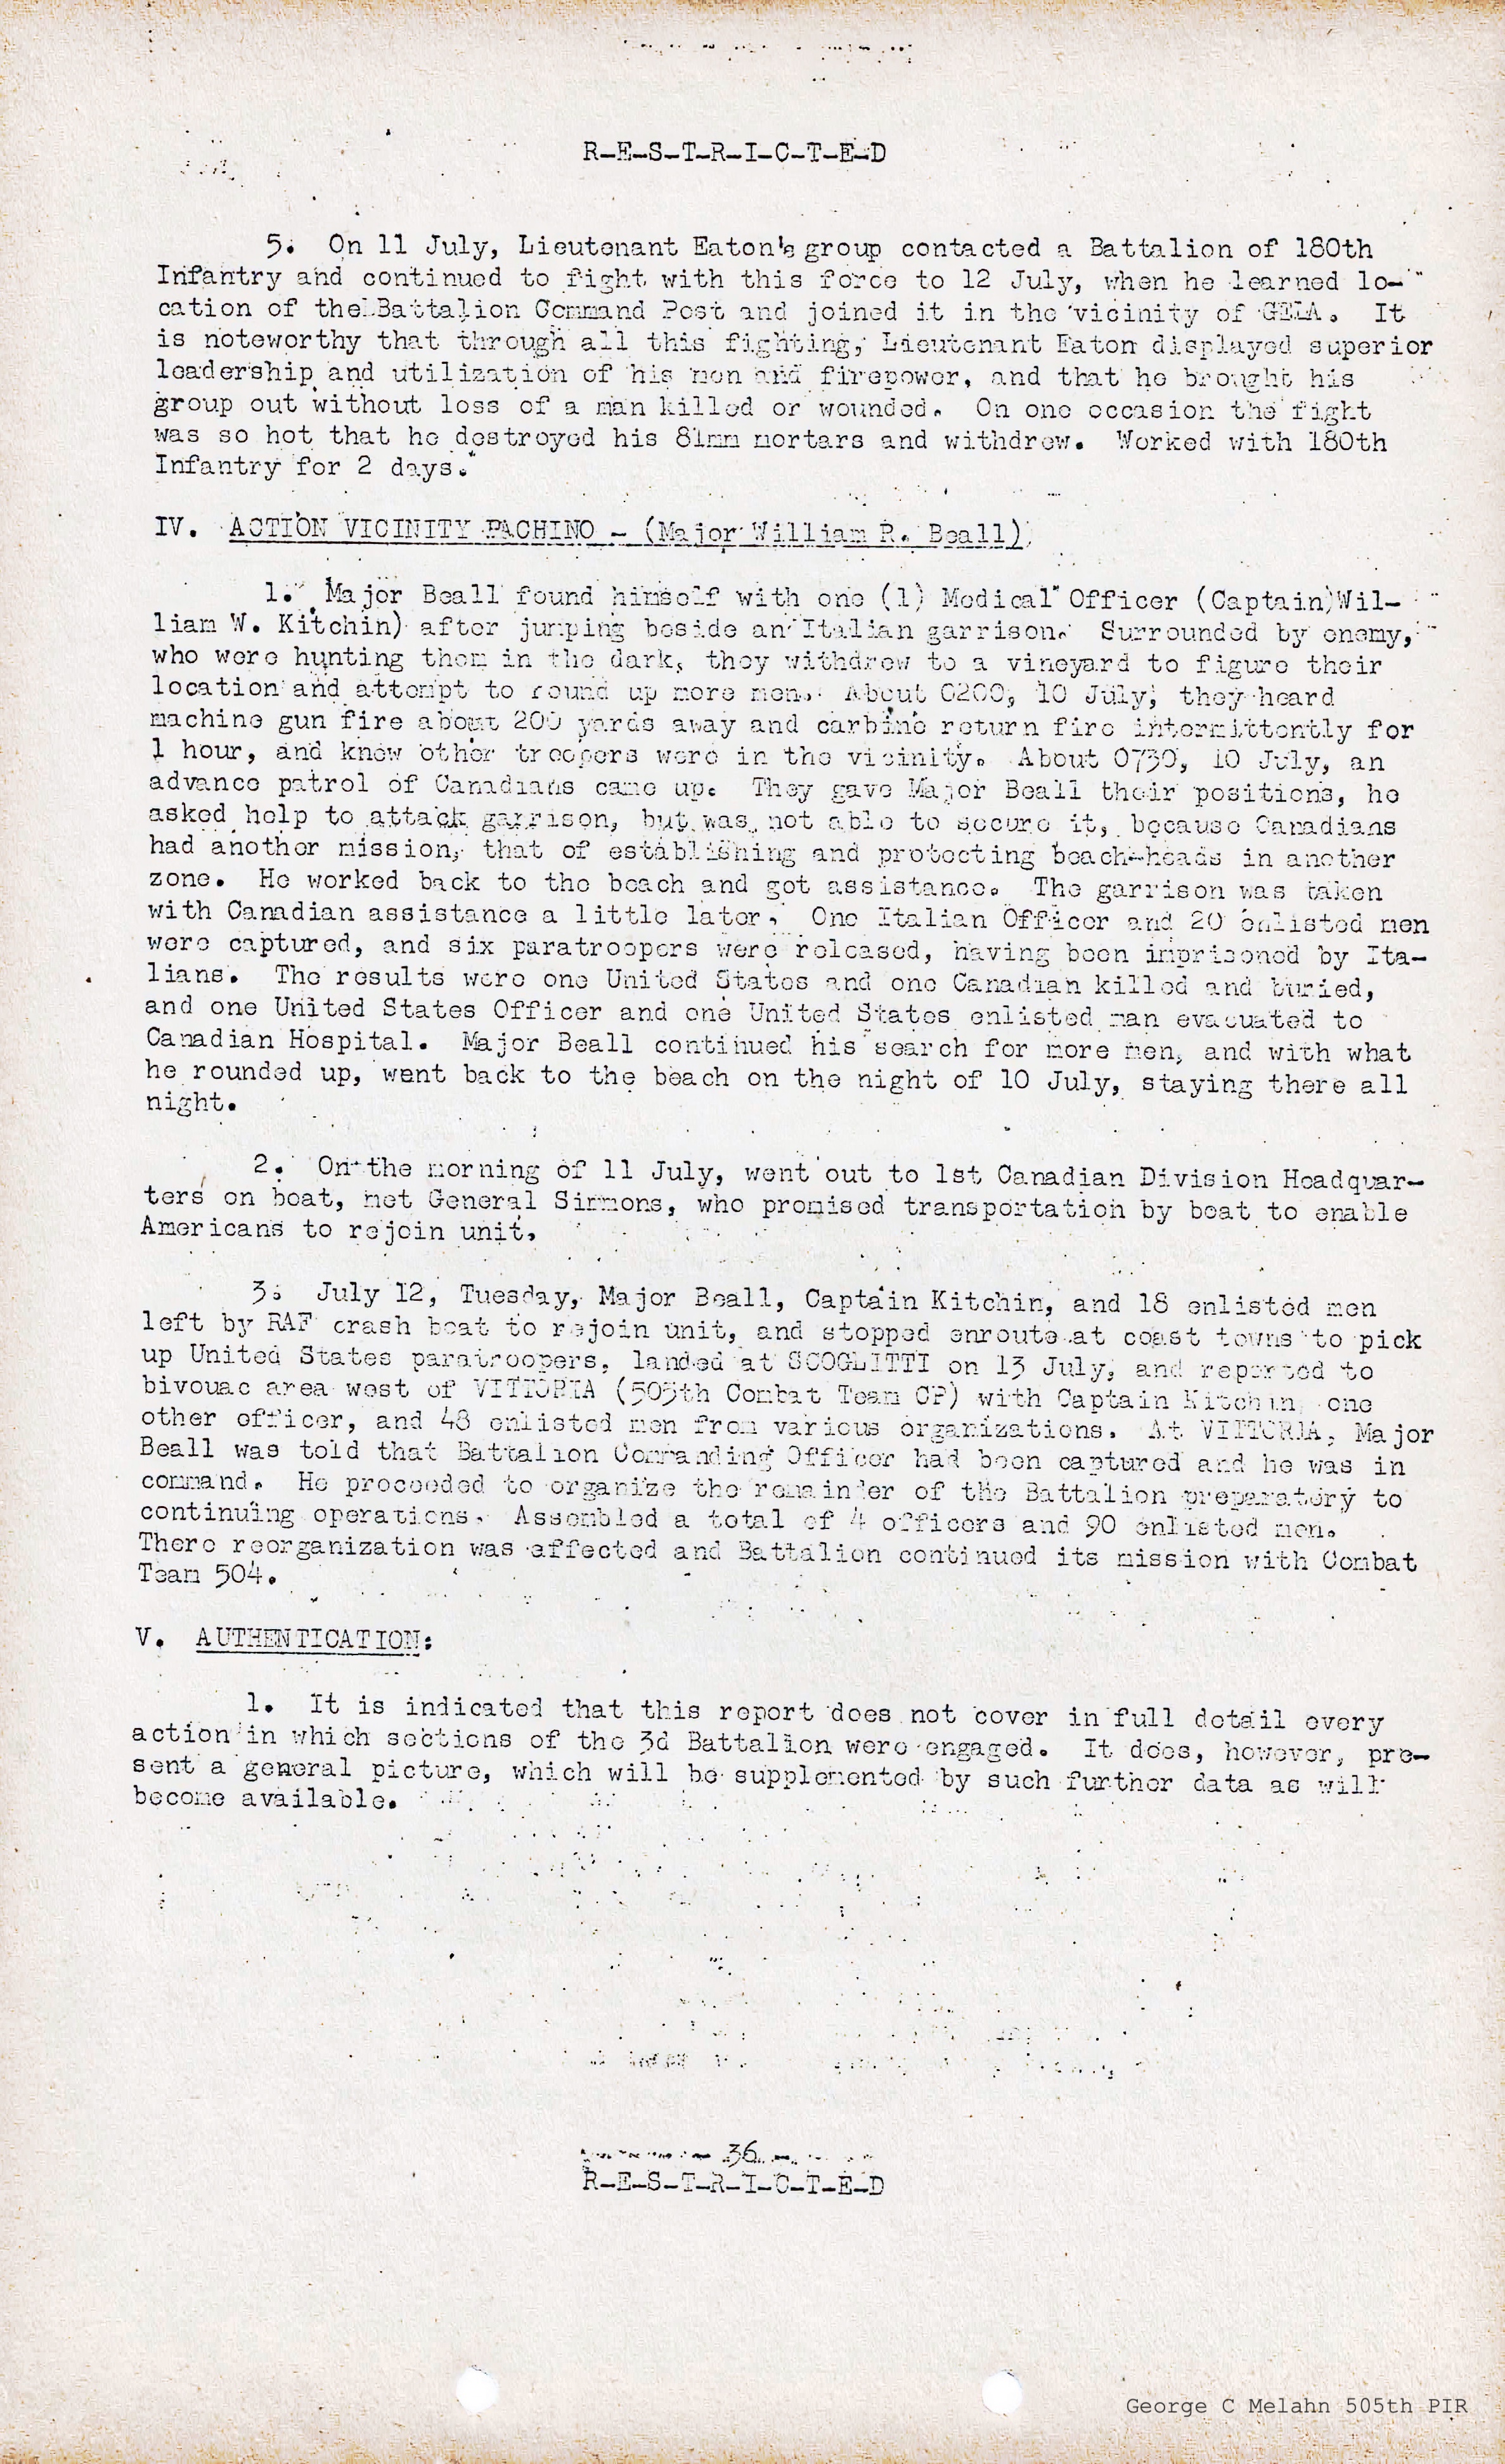 R-E-S-T-R-I-C-T-E-D
5. On 11 July, Lieutenant Eaton's group contacted a Battalion of 180th
Infantry and continued to fight with this force to 12 July, when he learned lo-
cation of the Battalion Command Post and joined it in the vicinity of GELA. It
is noteworthy that through all this fighting, Lieutenant Eaton displayed superior
leadership and utilization of his men and firepower, and that he brought his
group out without loss of a man killed or wounded. On one occasion the fight
was so hot that he destroyed his 81mm mortars and withdrew. Worked with 180th
Infantry for 2 days.
IV. ACTION VICINITY PACHINO - (Major William R. Beall)
1. Major Beall found himself with one (1) Medical Officer (Captain)Wil-
liam W. Kitchin) after jumping beside an Italian garrison. Surrounded by enemy,
who were hunting them in the dark, they withdrew to a vineyard to figure their
location and attempt to round up more men. About 0200, 10 July, they heard
machine gun fire about 200 yards away and carbine return fire intermittently for
1 hour, and knew other troopers were in the vicinity. About 0730, 10 July, an
advance patrol of Canadians came up. They gave Major Beall their positions, he
asked help to attack garrison, but was not able to secure it, because Canadians
had another mission, that of establishing and protecting beach-heads in another
zone. He worked back to the beach and got assistance. The garrison was taken
with Canadian assistance a little later. One Italian Officer and 20 enlisted men
were captured, and six paratroopers were released, having been imprisoned by Ita-
lians. The results were one United States and one Canadian killed and buried,
and one United States Officer and one United States enlisted man evacuated to
Canadian Hospital. Major Beall continued his search for more men, and with what
he rounded up, went back to the beach on the night of 10 July, staying there all
night.
2. On the morning of 11 July, went out to 1st Canadian Division Headquar-
ters on boat, met General Simmons, who promised transportation by boat to enable
Americans to rejoin unit.
3. July 12, Tuesday, Major Beall, Captain Kitchin, and 18 enlisted men
left by RAF crash boat to rejoin unit, and stopped enroute at coast towns to pick
up United States paratroopers, landed at SCOGLITTI on 13 July, and reported to
bivouac area west of VITTORIA (505th Combat Team CP) with Captain Kitchin, one
other officer, and 48 enlisted men from various organizations. At VITTORIA, Major
Beall was told that Battalion Commanding Officer had been captured and he was in
command. He proceeded to organize the remainder of the Battalion preparatory to
continuing operations. Assembled a total of 4 officers and 90 enlisted men.
There reorganization was affected and Battalion continued its mission with Combat
Team 504.
V. AUTHENTICATION:
1. It is indicated that this report does not cover in full detail every
action in which sections of the 3d Battalion were engaged. It does, however, pre-
sent a general picture, which will be supplemented by such further data as will
become available.
36
R-E-S-T-R-I-C-T-E-D
George C Melahn 505th PIR